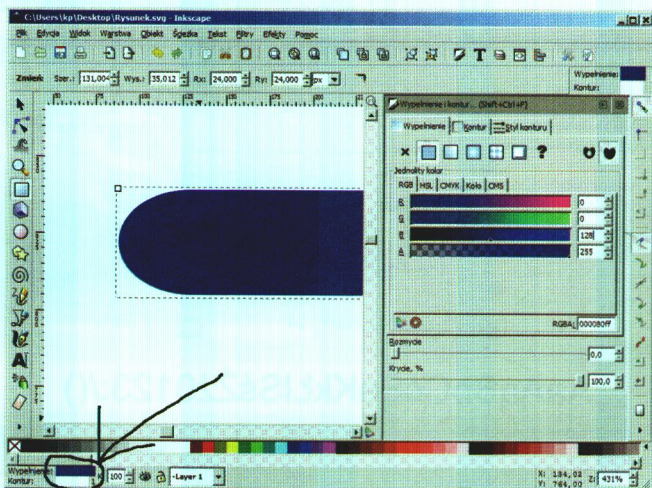 C:\Users\kp\Desktop\Rysunek.svg - Inkscape
Plik Edycja Widok Warstwa Obiekt Ścieżka Tekst Filtry Efekty Pomoc
Zmień: Szer.: 131,004 Wys.: 35,012 Rx: 24,000 Ry: 24,000 px
Wypełnienie:
Kontur:
Wypełnienie i kontur... (Shift+Ctrl+F)
Wypełnienie Kontur Styl konturu
Jednolity kolor
RGB HSL CMYK Koło CMS
R 0
G 0
B 128
A 255
RGBA: 000080ff
Rozmycie
0,0
Krycie, %
100,0
Wypełnienie:
Kontur:
100
-Layer 1
X: 184,02
Y: 764,00
Z: 431%